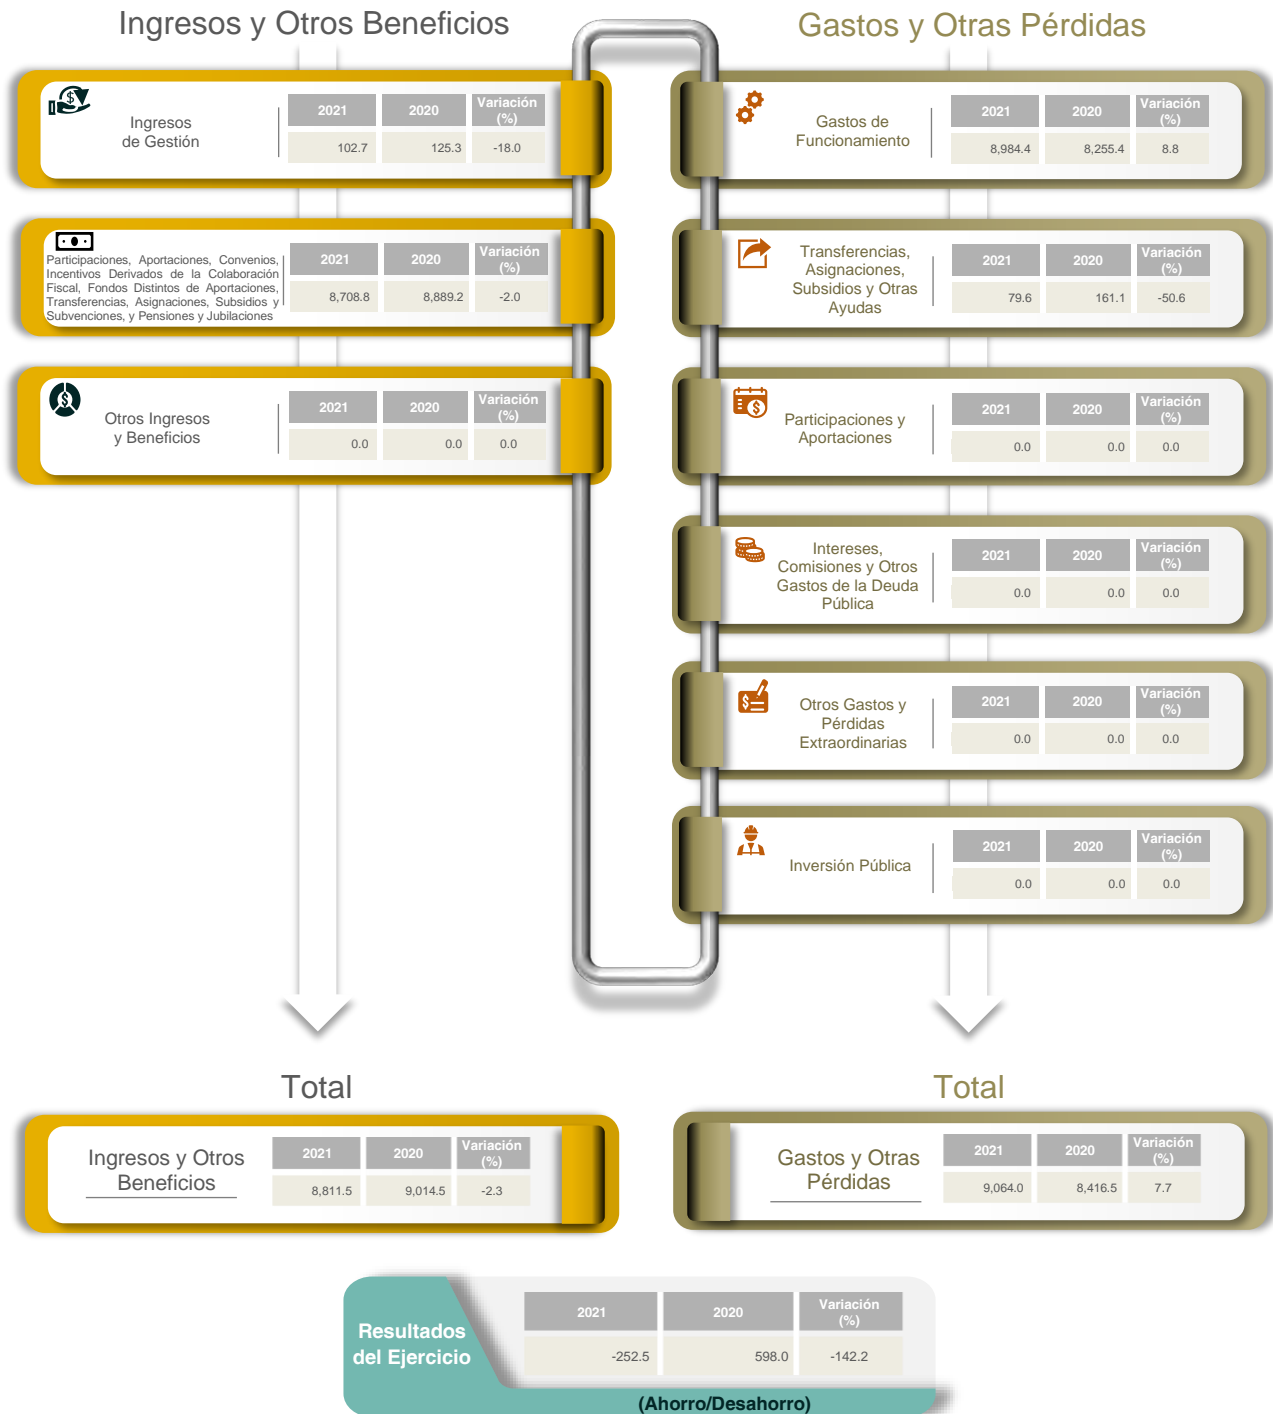 Ingresos y Otros Beneficios
Ingresos
de Gestión
2021 2020 Variación (%)
102.7 125.3 -18.0
Participaciones, Aportaciones, Convenios,
Incentivos Derivados de la Colaboración
Fiscal, Fondos Distintos de Aportaciones,
Transferencias, Asignaciones, Subsidios y
Subvenciones, y Pensiones y Jubilaciones
2021 2020 Variación (%)
8,708.8 8,889.2 -2.0
Otros Ingresos
y Beneficios
2021 2020 Variación (%)
0.0 0.0 0.0
Gastos y Otras Pérdidas
Gastos de
Funcionamiento
2021 2020 Variación (%)
8,984.4 8,255.4 8.8
Transferencias,
Asignaciones,
Subsidios y Otras
Ayudas
2021 2020 Variación (%)
79.6 161.1 -50.6
Participaciones y
Aportaciones
2021 2020 Variación (%)
0.0 0.0 0.0
Intereses,
Comisiones y Otros
Gastos de la Deuda
Pública
2021 2020 Variación (%)
0.0 0.0 0.0
Otros Gastos y
Pérdidas
Extraordinarias
2021 2020 Variación (%)
0.0 0.0 0.0
Inversión Pública
2021 2020 Variación (%)
0.0 0.0 0.0
Total
Ingresos y Otros
Beneficios
2021 2020 Variación (%)
8,811.5 9,014.5 -2.3
Total
Gastos y Otras
Pérdidas
2021 2020 Variación (%)
9,064.0 8,416.5 7.7
Resultados
del Ejercicio
2021 2020 Variación (%)
-252.5 598.0 -142.2
(Ahorro/Desahorro)